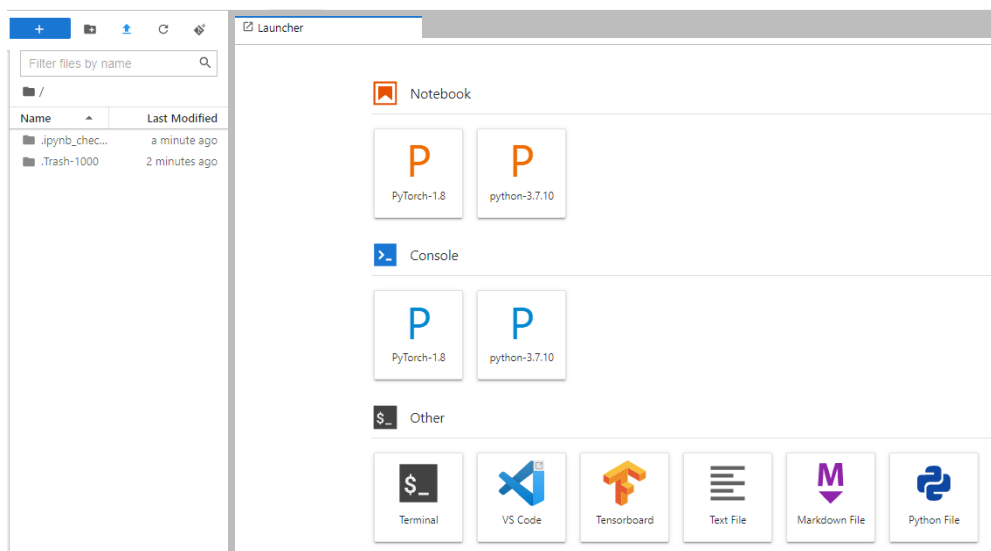 Launcher
Filter files by name
/
Name Last Modified
.ipynb_chec... a minute ago
.Trash-1000 2 minutes ago
Notebook
P P
PyTorch-1.8 python-3.7.10
Console
P P
PyTorch-1.8 python-3.7.10
$_ Other
$_ M
Terminal VS Code Tensorboard Text File Markdown File Python File